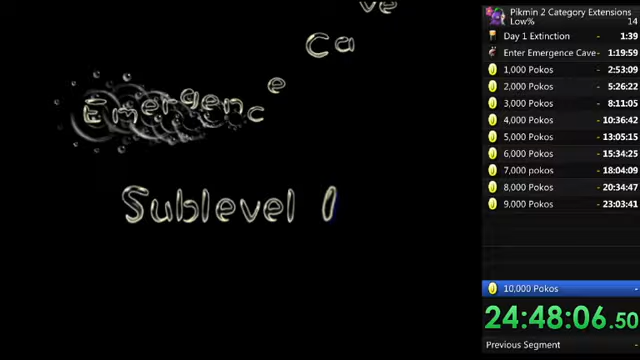 ve
Ca
Emergenc e
Sublevel 1
Pikmin 2 Category Extensions
Low%
14
Day 1 Extinction - 1:39
Enter Emergence Cave - 1:19:59
1,000 Pokos - 2:53:09
2,000 Pokos - 5:26:22
3,000 Pokos - 8:11:05
4,000 Pokos - 10:36:42
5,000 Pokos - 13:05:15
6,000 Pokos - 15:34:25
7,000 pokos - 18:04:09
8,000 Pokos - 20:34:47
9,000 Pokos - 23:03:41
10,000 Pokos -
24:48:06.50
Previous Segment -